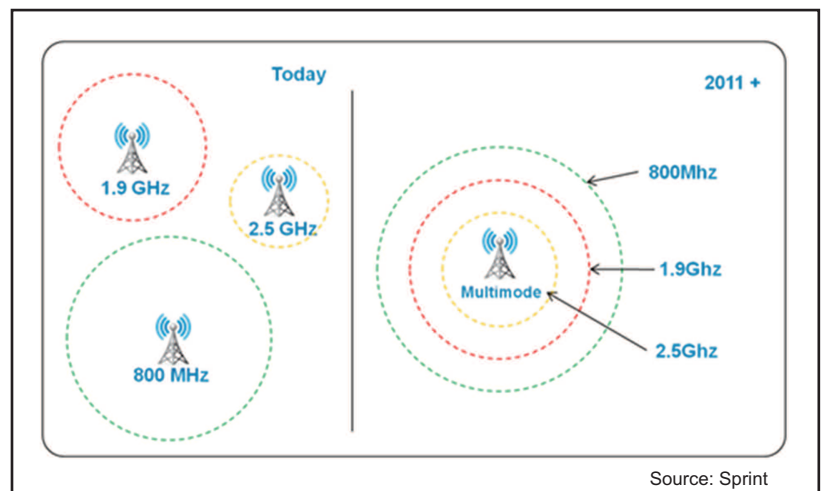 Today
1.9 GHz
2.5 GHz
800 MHz
2011 +
800Mhz
Multimode
1.9Ghz
2.5Ghz
Source: Sprint